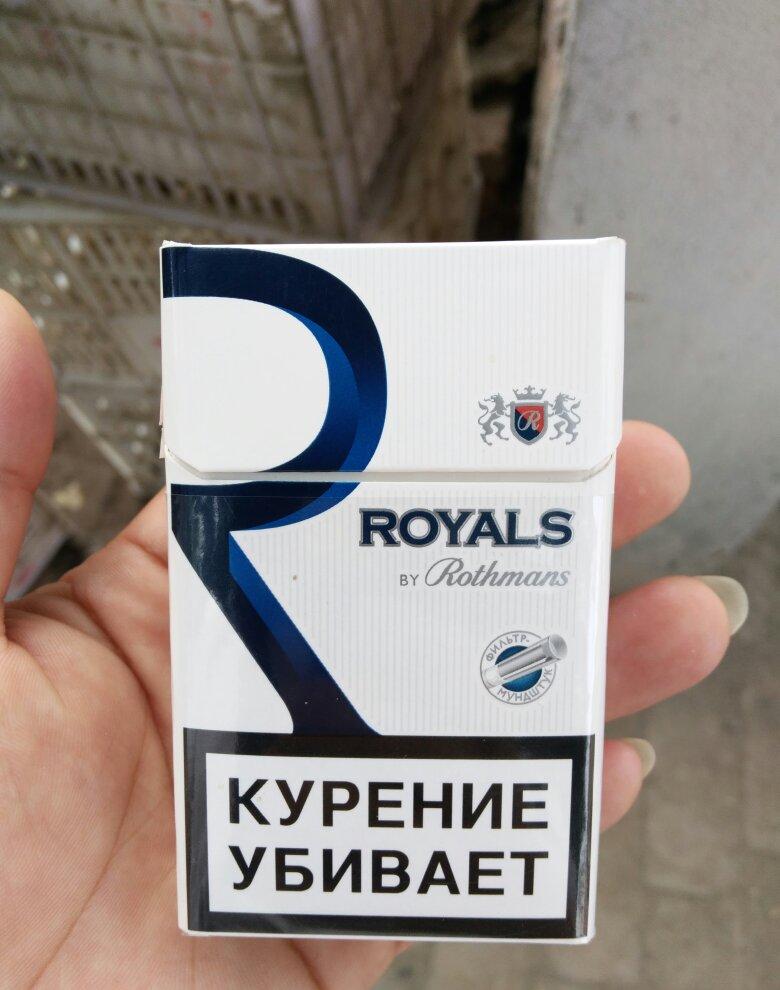 R
ROYALS
BY Rothmans
ФИЛЬТР-
МУНДШТУК
КУРЕНИЕ
УБИВАЕТ